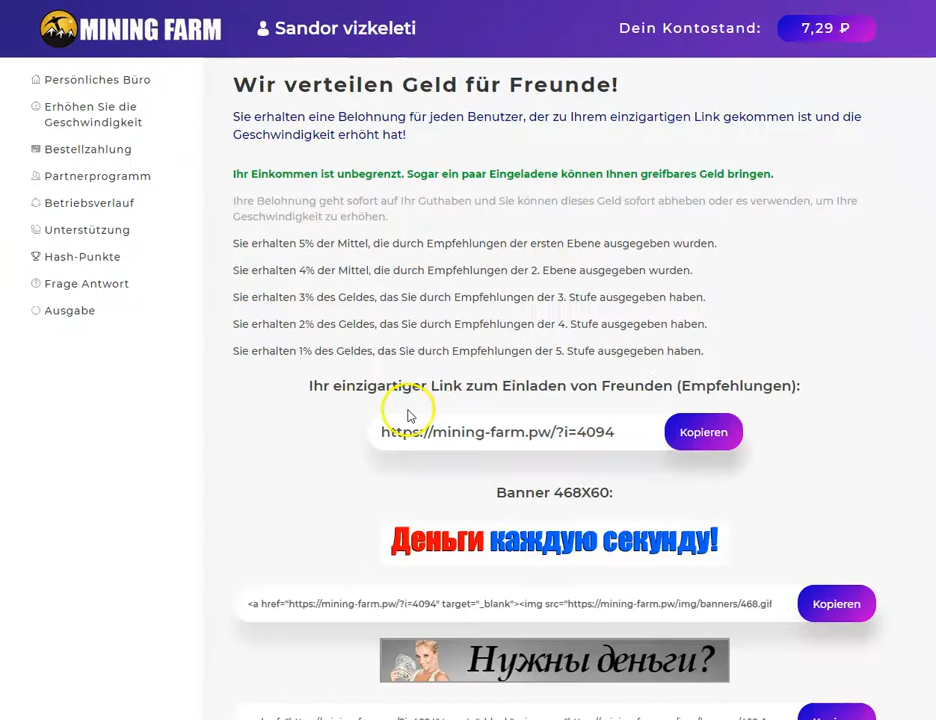 MINING FARM
Sandor vizkeleti
Dein Kontostand:
7,29 ₽
Persönliches Büro
Erhöhen Sie die
Geschwindigkeit
Bestellzahlung
Partnerprogramm
Betriebsverlauf
Unterstützung
Hash-Punkte
Frage Antwort
Ausgabe
Wir verteilen Geld für Freunde!
Sie erhalten eine Belohnung für jeden Benutzer, der zu Ihrem einzigartigen Link gekommen ist und die
Geschwindigkeit erhöht hat!
Ihr Einkommen ist unbegrenzt. Sogar ein paar Eingeladene können Ihnen greifbares Geld bringen.
Ihre Belohnung geht sofort auf Ihr Guthaben und Sie können dieses Geld sofort abheben oder es verwenden, um Ihre
Geschwindigkeit zu erhöhen.
Sie erhalten 5% der Mittel, die durch Empfehlungen der ersten Ebene ausgegeben wurden.
Sie erhalten 4% der Mittel, die durch Empfehlungen der 2. Ebene ausgegeben wurden.
Sie erhalten 3% des Geldes, das Sie durch Empfehlungen der 3. Stufe ausgegeben haben.
Sie erhalten 2% des Geldes, das Sie durch Empfehlungen der 4. Stufe ausgegeben haben.
Sie erhalten 1% des Geldes, das Sie durch Empfehlungen der 5. Stufe ausgegeben haben.
Ihr einzigartiger Link zum Einladen von Freunden (Empfehlungen):
https://mining-farm.pw/?i=4094
Kopieren
Banner 468X60:
Деньги каждую секунду!
<a href="https://mining-farm.pw/?i=4094" target="_blank"><img src="https://mining-farm.pw/img/banners/468.gif
Kopieren
Нужны деньги?